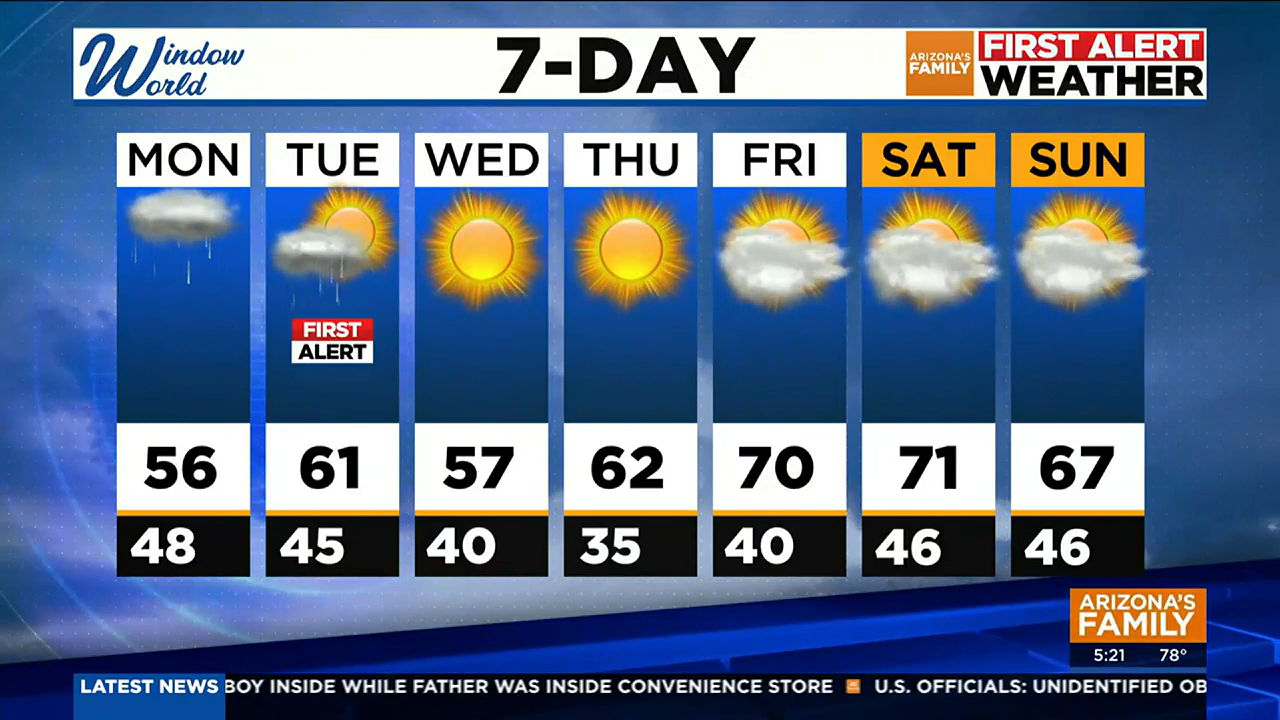 Window World
7-DAY
ARIZONA'S FAMILY
FIRST ALERT
WEATHER
MON TUE WED THU FRI SAT SUN
FIRST
ALERT
56 61 57 62 70 71 67
48 45 40 35 40 46 46
ARIZONA'S
FAMILY
5:21 78°
LATEST NEWS BOY INSIDE WHILE FATHER WAS INSIDE CONVENIENCE STORE U.S. OFFICIALS: UNIDENTIFIED OB